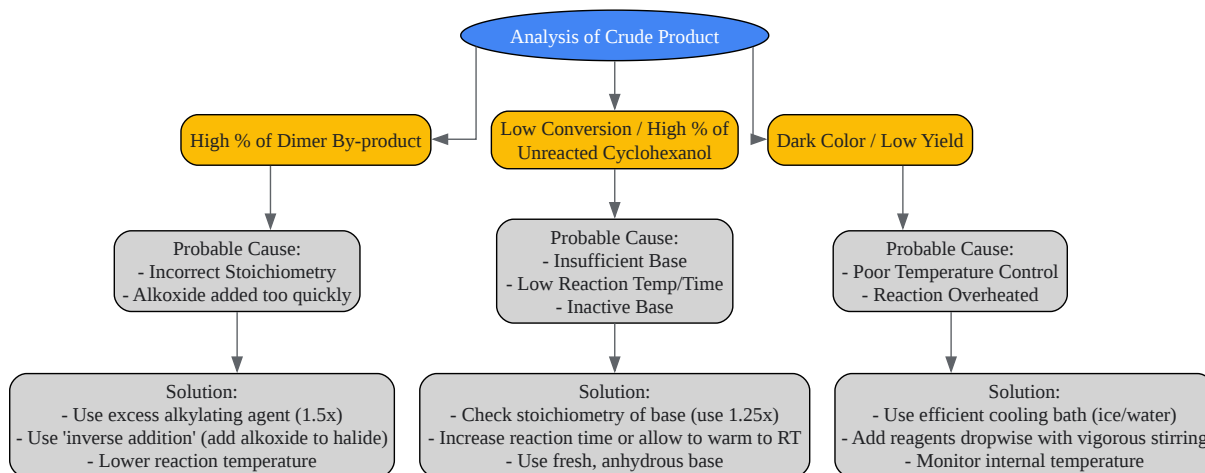 Analysis of Crude Product
High % of Dimer By-product
Low Conversion / High % of
Unreacted Cyclohexanol
Dark Color / Low Yield
Probable Cause:
- Incorrect Stoichiometry
- Alkoxide added too quickly
Probable Cause:
- Insufficient Base
- Low Reaction Temp/Time
- Inactive Base
Probable Cause:
- Poor Temperature Control
- Reaction Overheated
Solution:
- Use excess alkylating agent (1.5x)
- Use 'inverse addition' (add alkoxide to halide)
- Lower reaction temperature
Solution:
- Check stoichiometry of base (use 1.25x)
- Increase reaction time or allow to warm to RT
- Use fresh, anhydrous base
Solution:
- Use efficient cooling bath (ice/water)
- Add reagents dropwise with vigorous stirring
- Monitor internal temperature